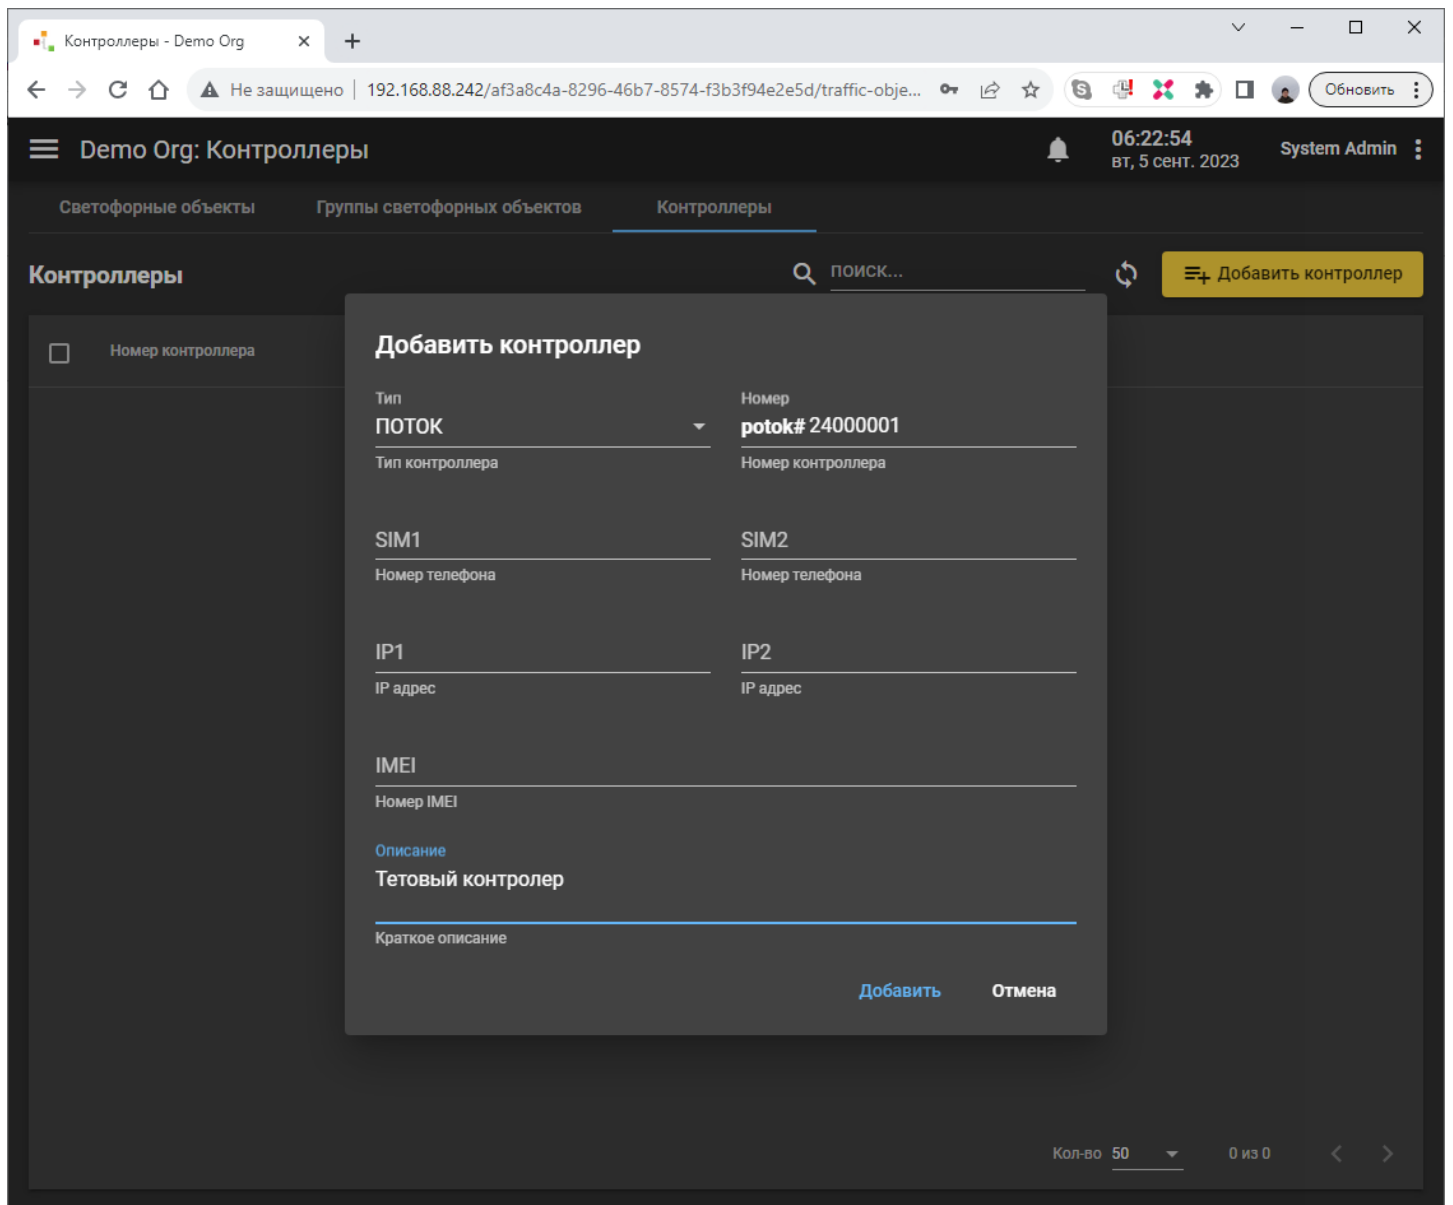 Контроллеры - Demo Org
Не защищено 192.168.88.242/af3a8c4a-8296-46b7-8574-f3b3f94e2e5d/traffic-obje... Обновить
Demo Org: Контроллеры
06:22:54
вт, 5 сент. 2023
System Admin
Светофорные объекты Группы светофорных объектов Контроллеры
Контроллеры
поиск...
Добавить контроллер
Номер контроллера
Добавить контроллер
Тип Номер
ПОТОК potok# 24000001
Тип контроллера Номер контроллера
SIM1 SIM2
Номер телефона Номер телефона
IP1 IP2
IP адрес IP адрес
IMEI
Номер IMEI
Описание
Тетовый контролер
Краткое описание
Добавить Отмена
Кол-во 50 0 из 0